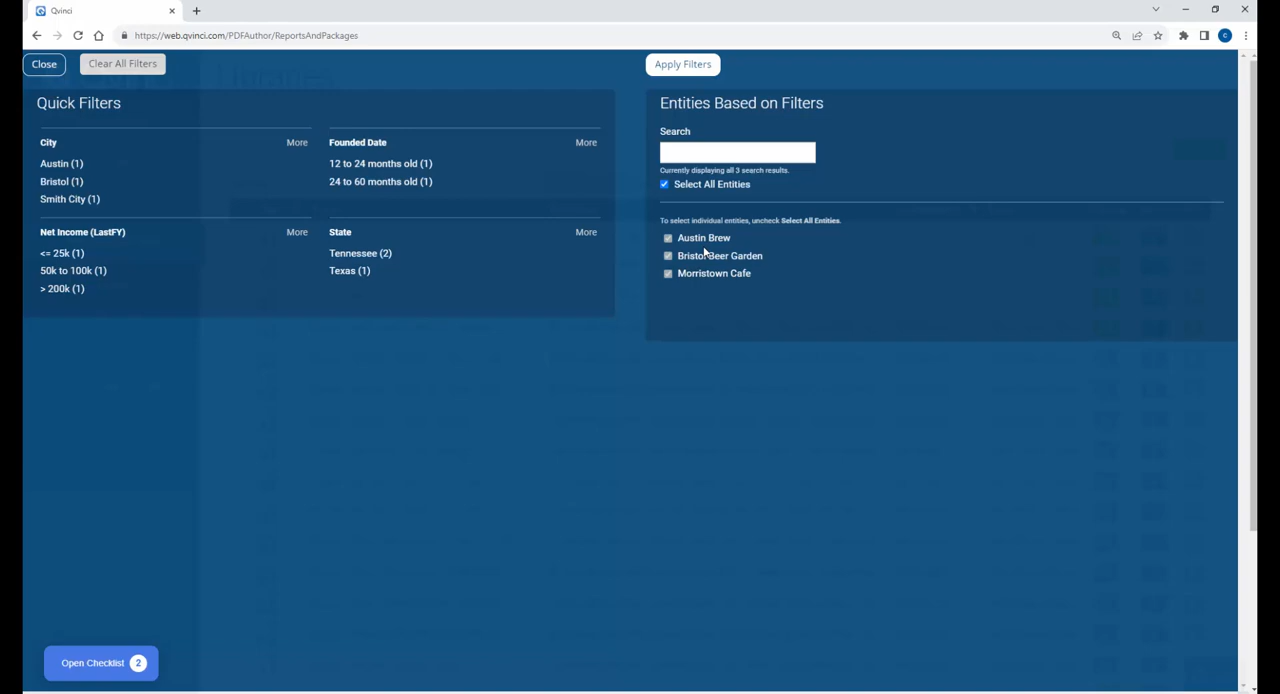 Qvinci
https://web.qvinci.com/PDFAuthor/ReportsAndPackages
Close
Clear All Filters
Libraries
Apply Filters
Quick Filters
City
More
Austin (1)
Bristol (1)
Smith City (1)
Founded Date
More
12 to 24 months old (1)
24 to 60 months old (1)
Net Income (LastFY)
More
<= 25k (1)
50k to 100k (1)
> 200k (1)
State
More
Tennessee (2)
Texas (1)
Entities Based on Filters
Search
Currently displaying all 3 search results.
Select All Entities
To select individual entities, uncheck Select All Entities.
Austin Brew
Bristol Beer Garden
Morristown Cafe
Open Checklist 2
C